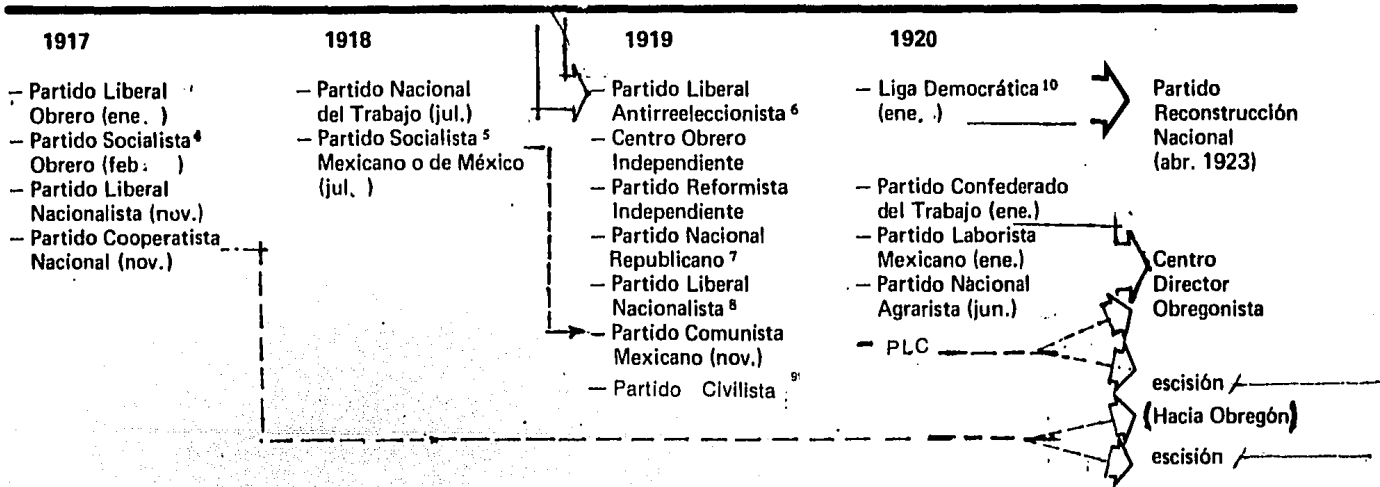 1917
– Partido Liberal
Obrero (ene. )
– Partido Socialista⁴
Obrero (feb. )
– Partido Liberal
Nacionalista (nov.)
– Partido Cooperatista
Nacional (nov.)
1918
– Partido Nacional
del Trabajo (jul.)
– Partido Socialista ⁵
Mexicano o de México
(jul. )
1919
– Partido Liberal
Antirreeleccionista ⁶
– Centro Obrero
Independiente
– Partido Reformista
Independiente
– Partido Nacional
Republicano ⁷
– Partido Liberal
Nacionalista ⁸
– Partido Comunista
Mexicano (nov.)
– Partido Civilista ⁹
1920
– Liga Democrática ¹⁰
(ene. )
– Partido Confederado
del Trabajo (ene.)
– Partido Laborista
Mexicano (ene.)
– Partido Nacional
Agrarista (jun.)
– PLC
Partido
Reconstrucción
Nacional
(abr. 1923)
Centro
Director
Obregonista
escisión
(Hacia Obregón)
escisión